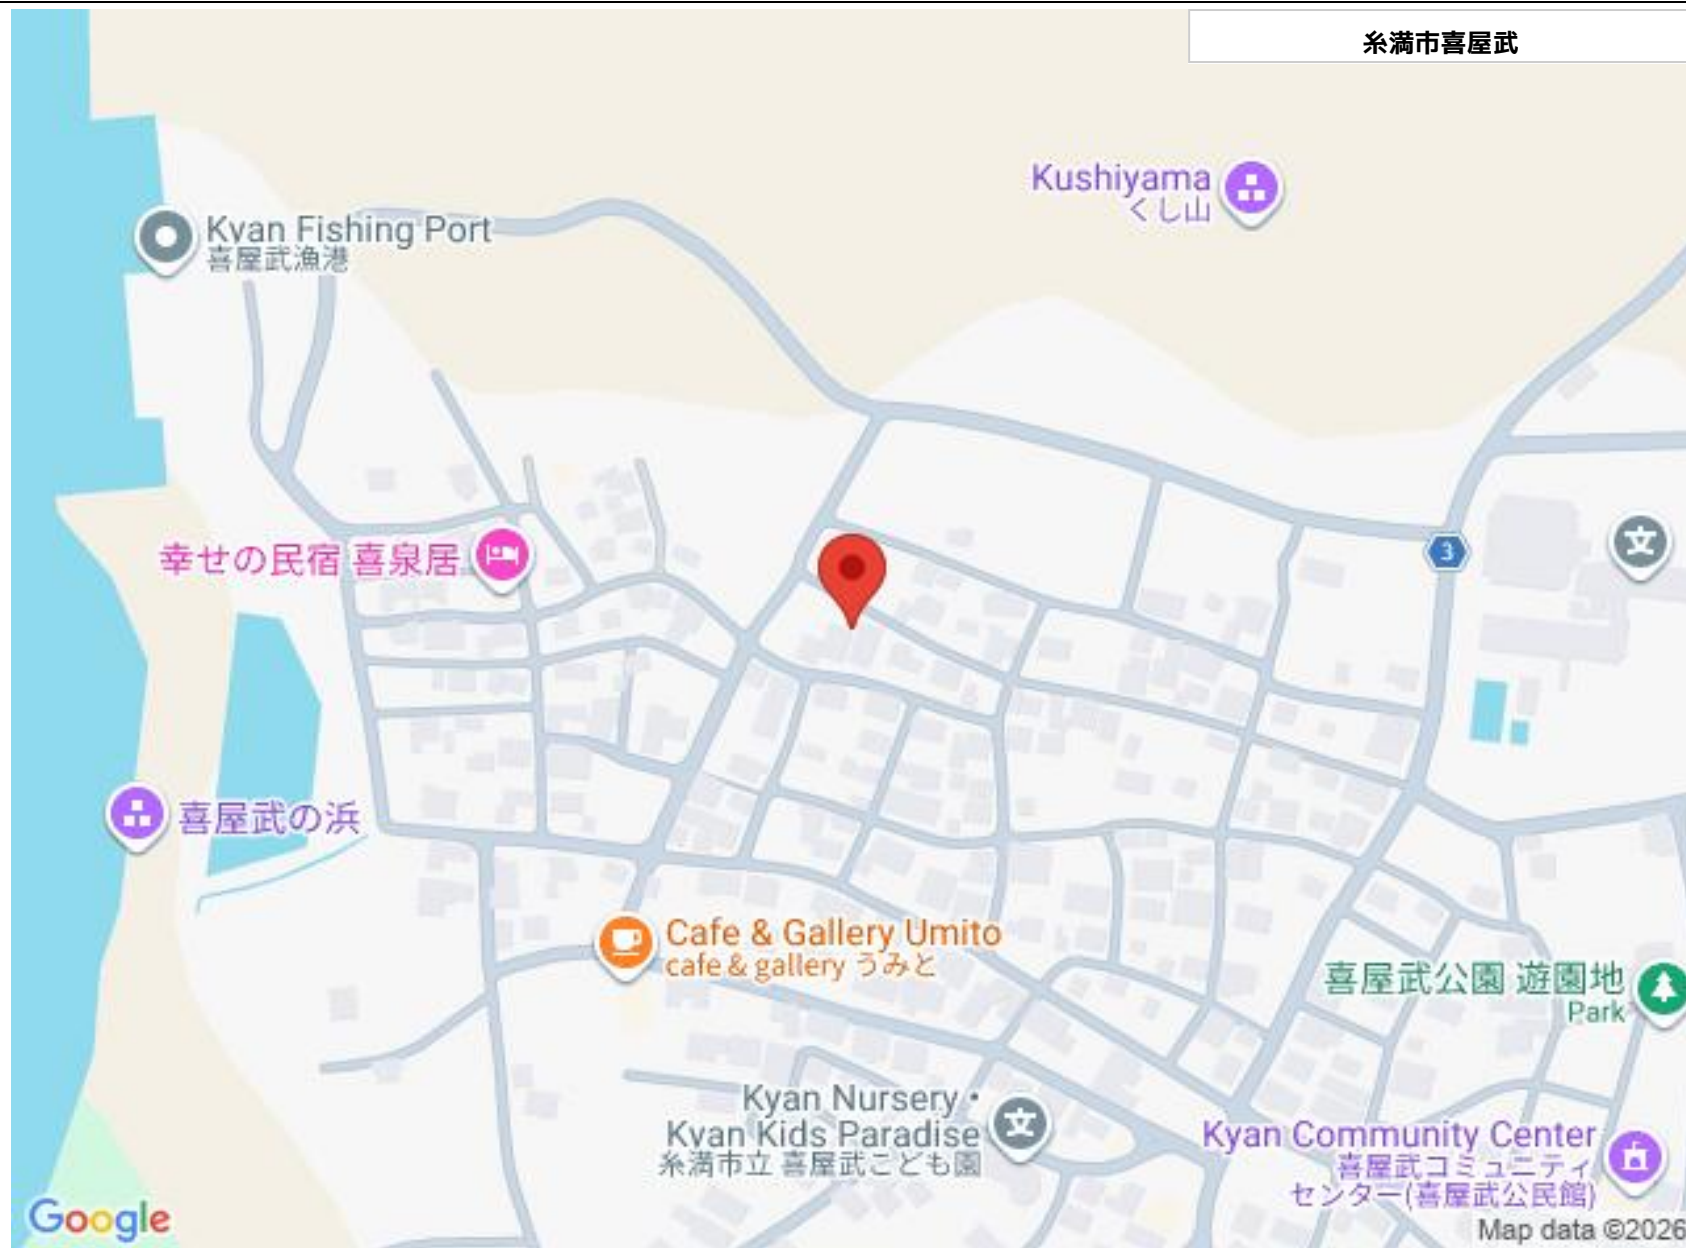 糸満市喜屋武
Kushiyama
くし山
Kyan Fishing Port
喜屋武漁港
幸せの民宿 喜泉居
3
文
喜屋武の浜
Cafe & Gallery Umito
cafe & gallery うみと
喜屋武公園 遊園地
Park
Kyan Nursery・
Kyan Kids Paradise
糸満市立 喜屋武こども園
文
Kyan Community Center
喜屋武コミュニティ
センター(喜屋武公民館)
Google
Map data ©2026